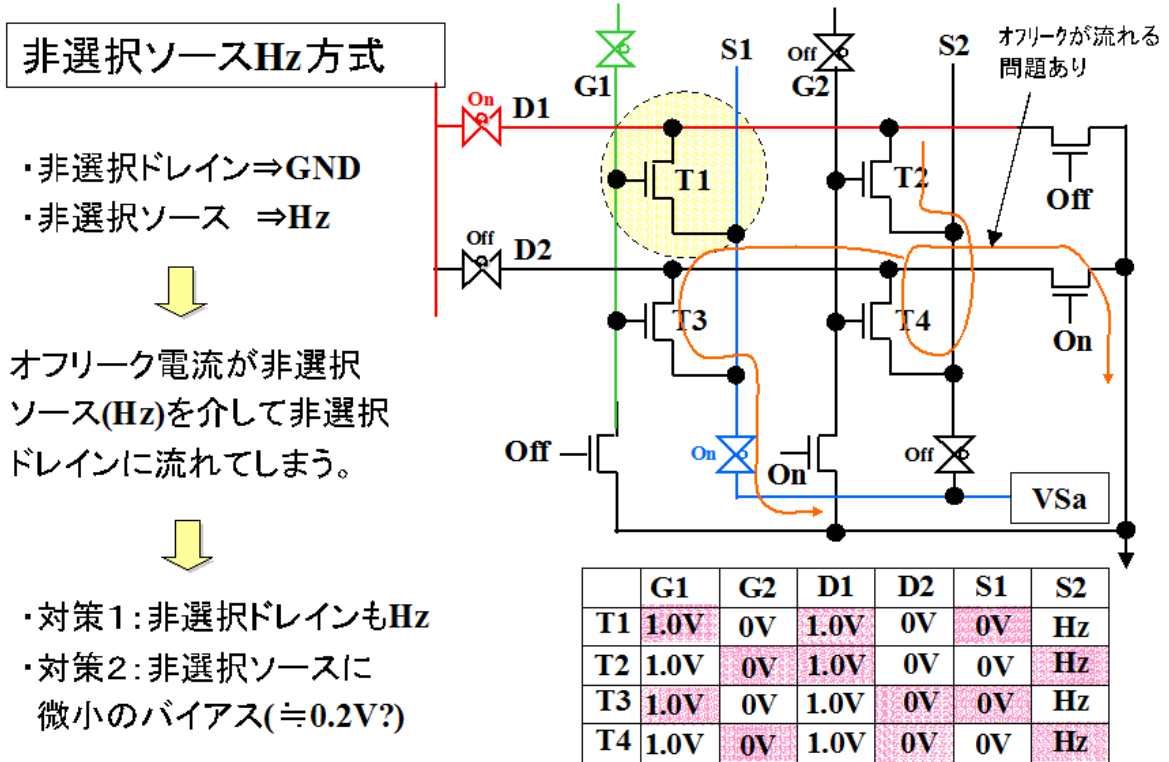 非選択ソースHz方式
・非選択ドレイン⇒GND
・非選択ソース ⇒Hz
オフリーク電流が非選択
ソース(Hz)を介して非選択
ドレインに流れてしまう。
・対策1:非選択ドレインもHz
・対策2:非選択ソースに
微小のバイアス(≒0.2V?)
G1
S1
Off
G2
S2
オフリークが流れる
問題あり
On
D1
T1
T2
Off
Off
D2
T3
T4
On
Off
On
On
Off
VSa
G1 G2 D1 D2 S1 S2
T1 1.0V 0V 1.0V 0V 0V Hz
T2 1.0V 0V 1.0V 0V 0V Hz
T3 1.0V 0V 1.0V 0V 0V Hz
T4 1.0V 0V 1.0V 0V 0V Hz